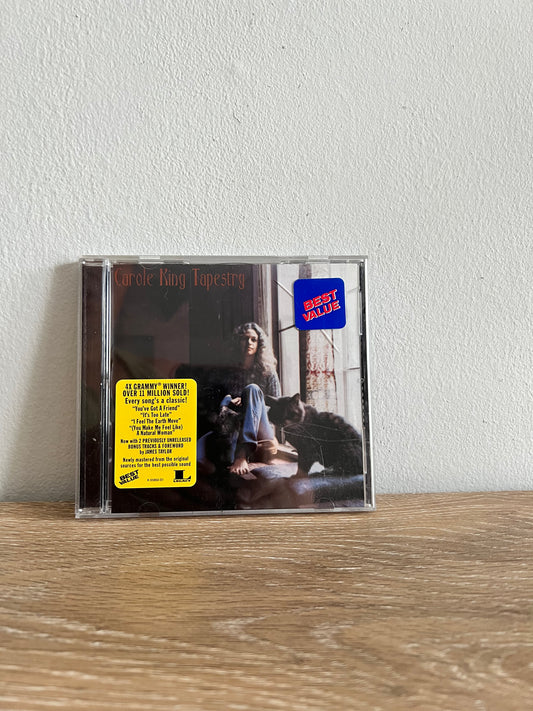 Carole King Tapestry
BEST
VALUE
4X GRAMMY® WINNER!
OVER 11 MILLION SOLD!
Every song's a classic!
"You've Got A Friend"
"It's Too Late"
"I Feel The Earth Move"
"(You Make Me Feel Like)
A Natural Woman"
Now with 2 PREVIOUSLY UNRELEASED
BONUS TRACKS & FOREWORD
by JAMES TAYLOR
Newly mastered from the original
sources for the best possible sound
BEST
VALUE